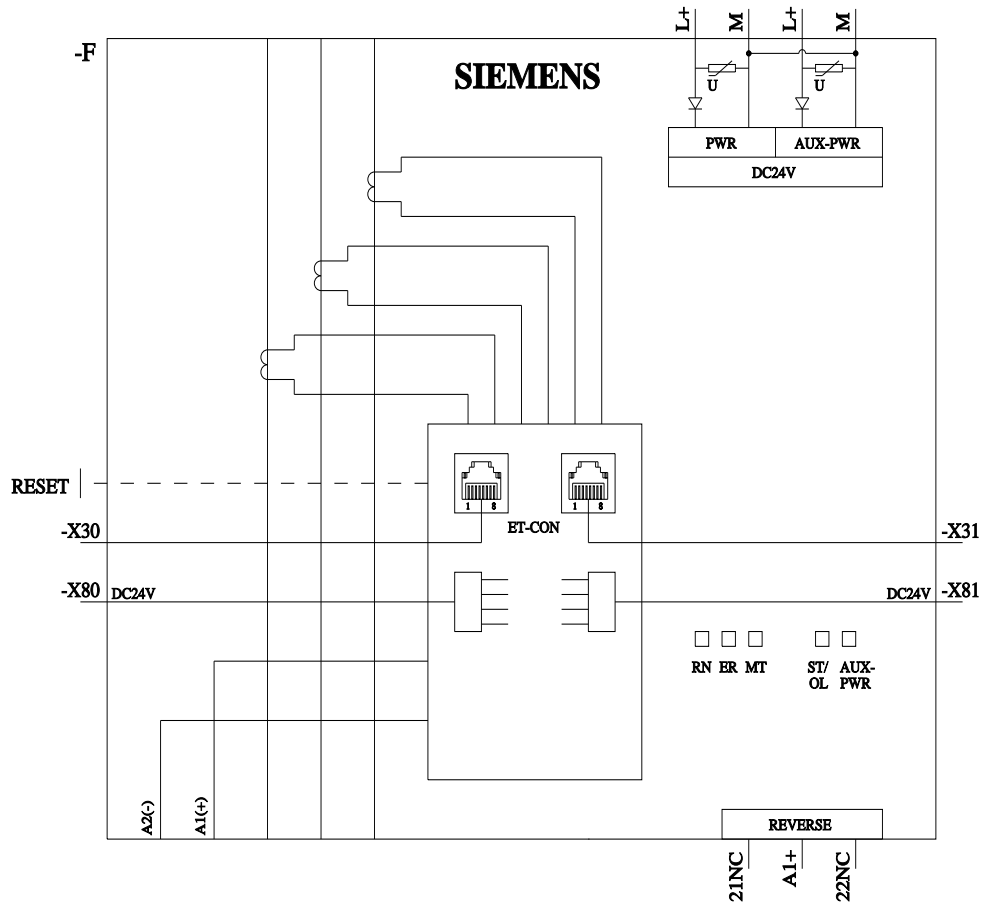 L+ M L+ M
-F
SIEMENS
U U
PWR AUX-PWR
DC24V
RESET
1 8 1 8
ET-CON
-X30 -X31
-X80 DC24V DC24V -X81
RN ER MT ST/ AUX-
OL PWR
A2(-) A1(+)
REVERSE
21NC A1+ 22NC